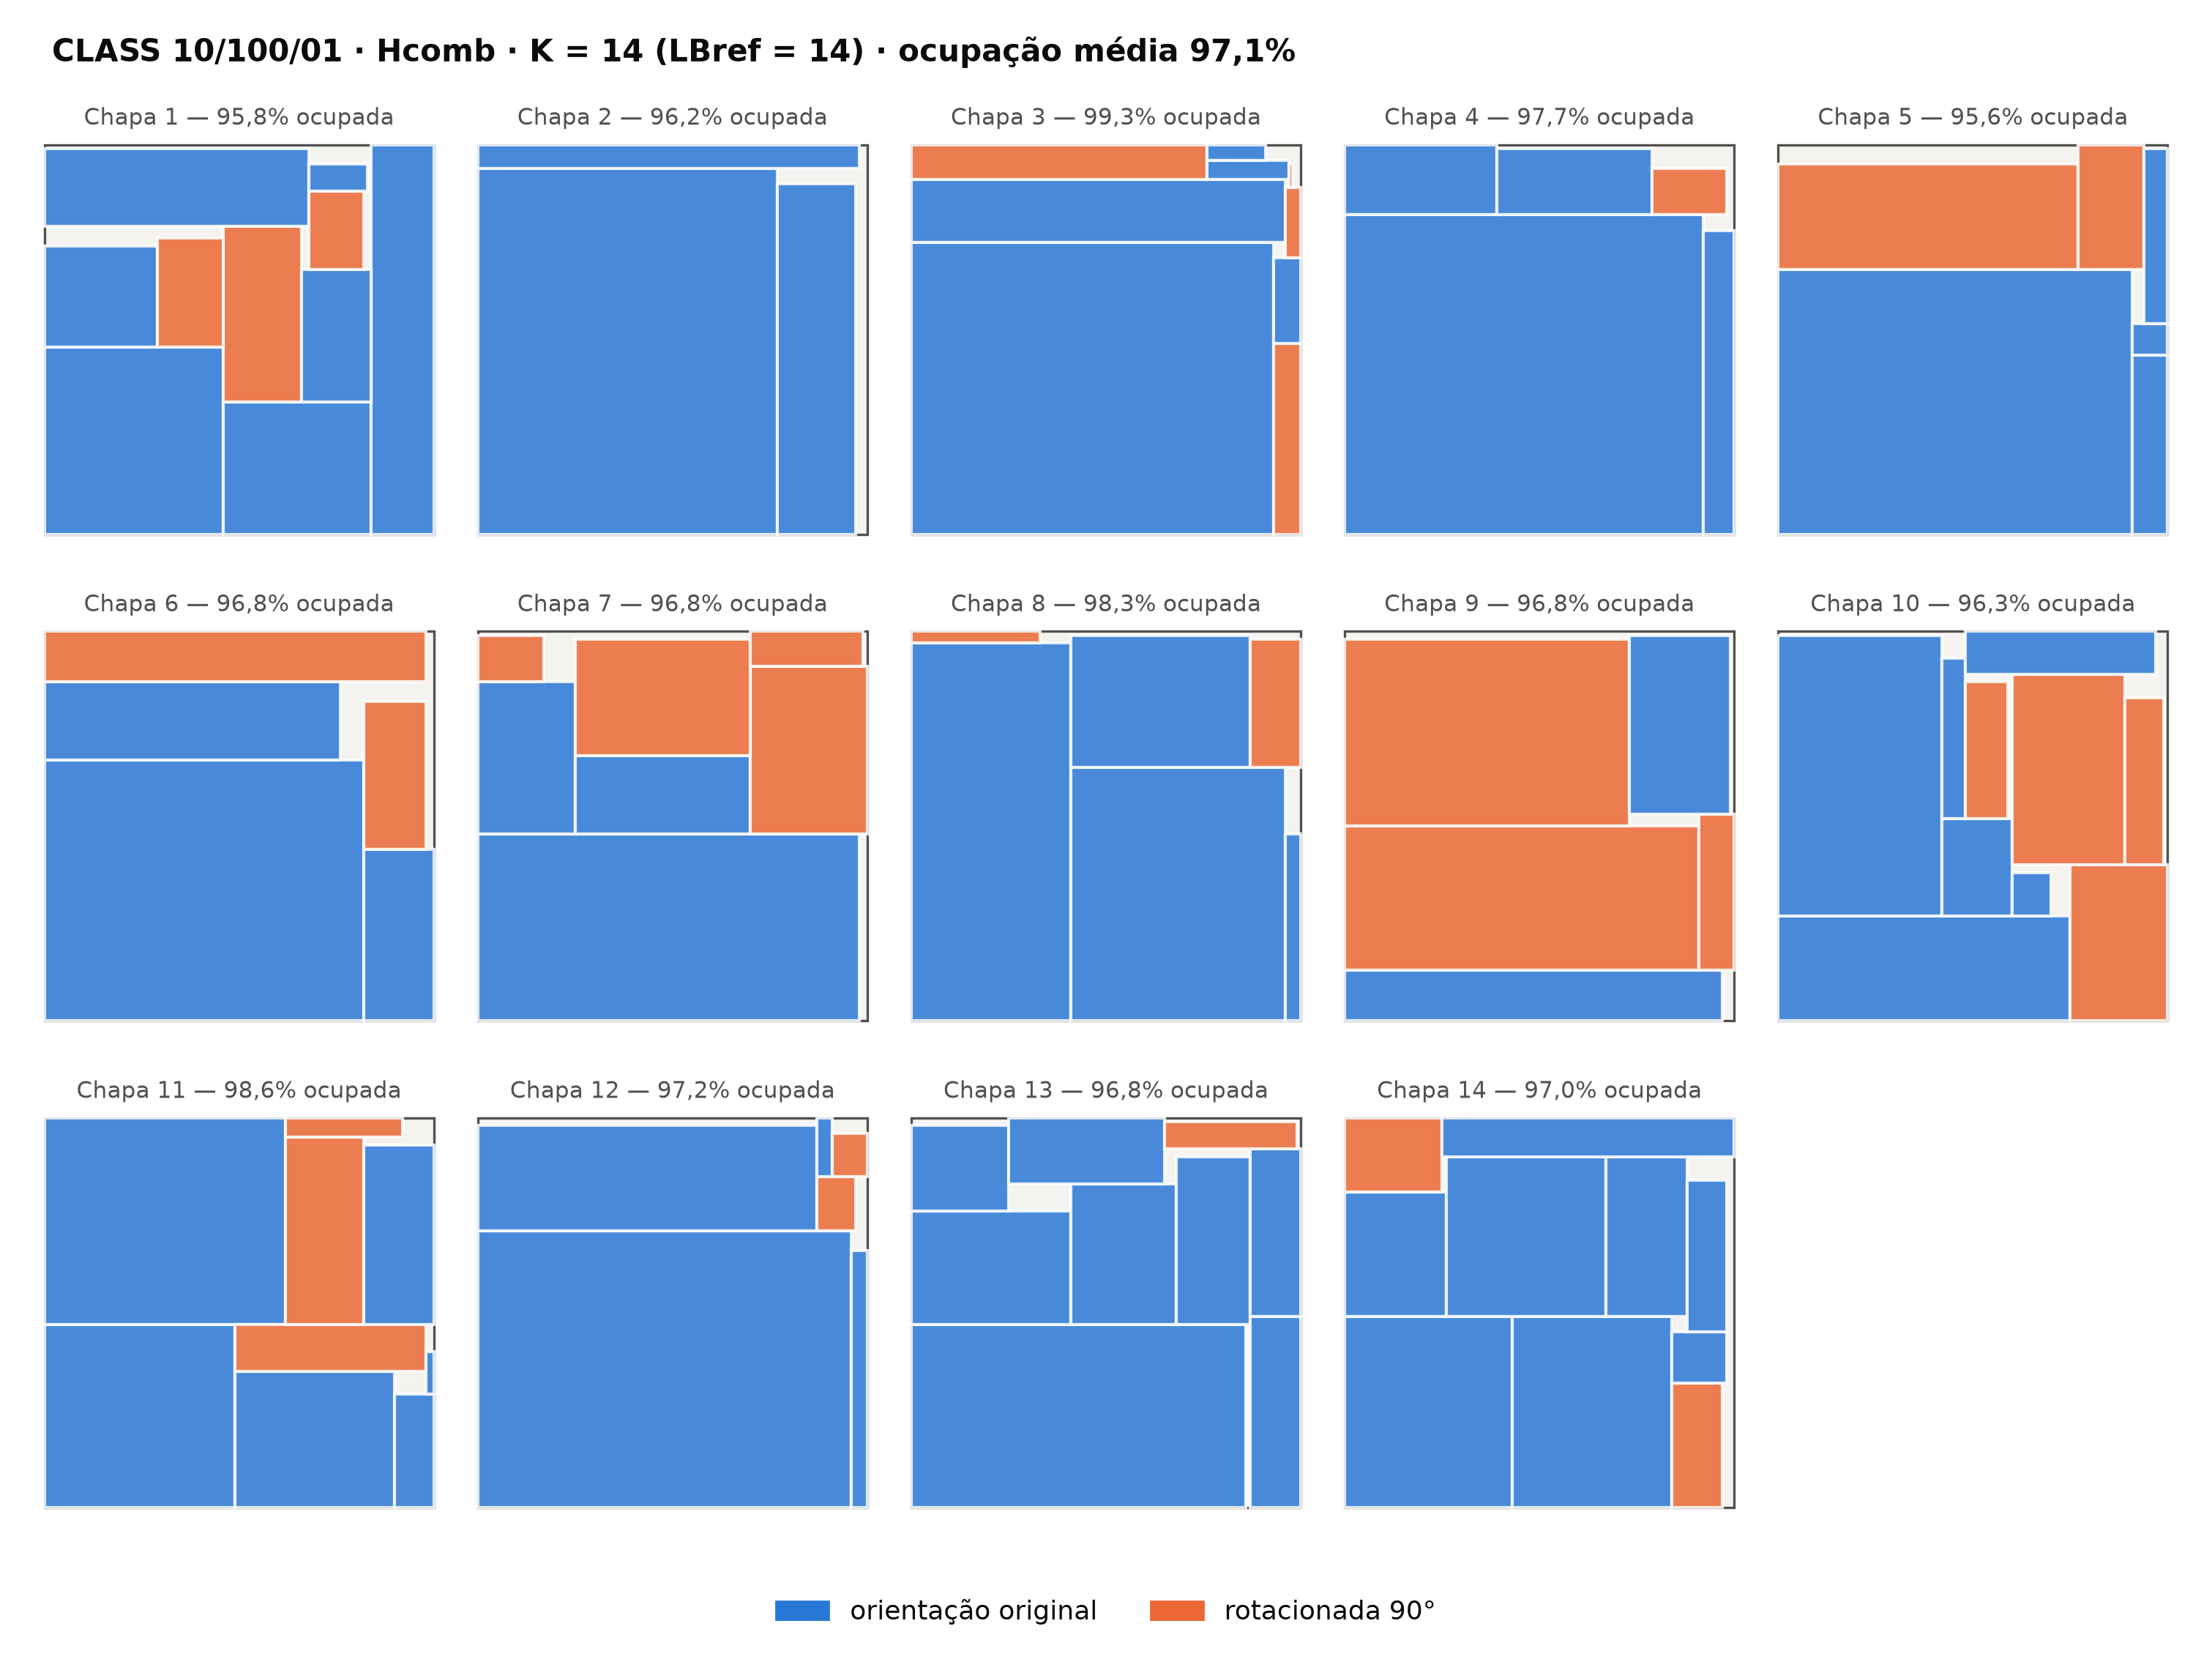 CLASS 10/100/01 · Hcomb · K = 14 (LBref = 14) · ocupação média 97,1%
Chapa 1 — 95,8% ocupada
Chapa 2 — 96,2% ocupada
Chapa 3 — 99,3% ocupada
Chapa 4 — 97,7% ocupada
Chapa 5 — 95,6% ocupada
Chapa 6 — 96,8% ocupada
Chapa 7 — 96,8% ocupada
Chapa 8 — 98,3% ocupada
Chapa 9 — 96,8% ocupada
Chapa 10 — 96,3% ocupada
Chapa 11 — 98,6% ocupada
Chapa 12 — 97,2% ocupada
Chapa 13 — 96,8% ocupada
Chapa 14 — 97,0% ocupada
orientação original
rotacionada 90°